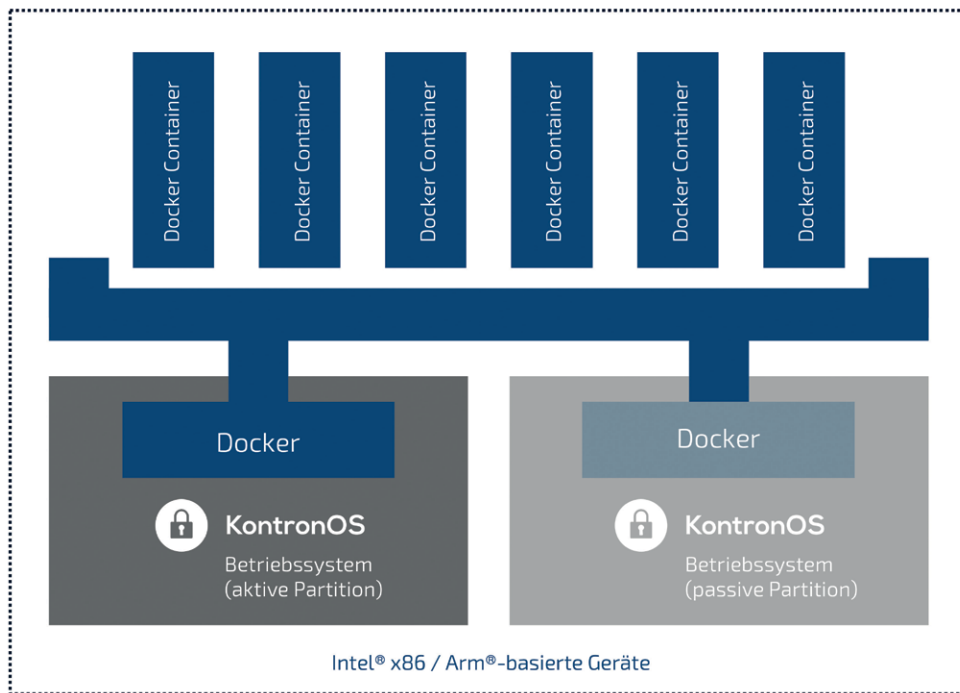 Docker Container
Docker Container
Docker Container
Docker Container
Docker Container
Docker Container
Docker
Docker
KontronOS
Betriebssystem
(aktive Partition)
KontronOS
Betriebssystem
(passive Partition)
Intel® x86 / Arm®-basierte Geräte